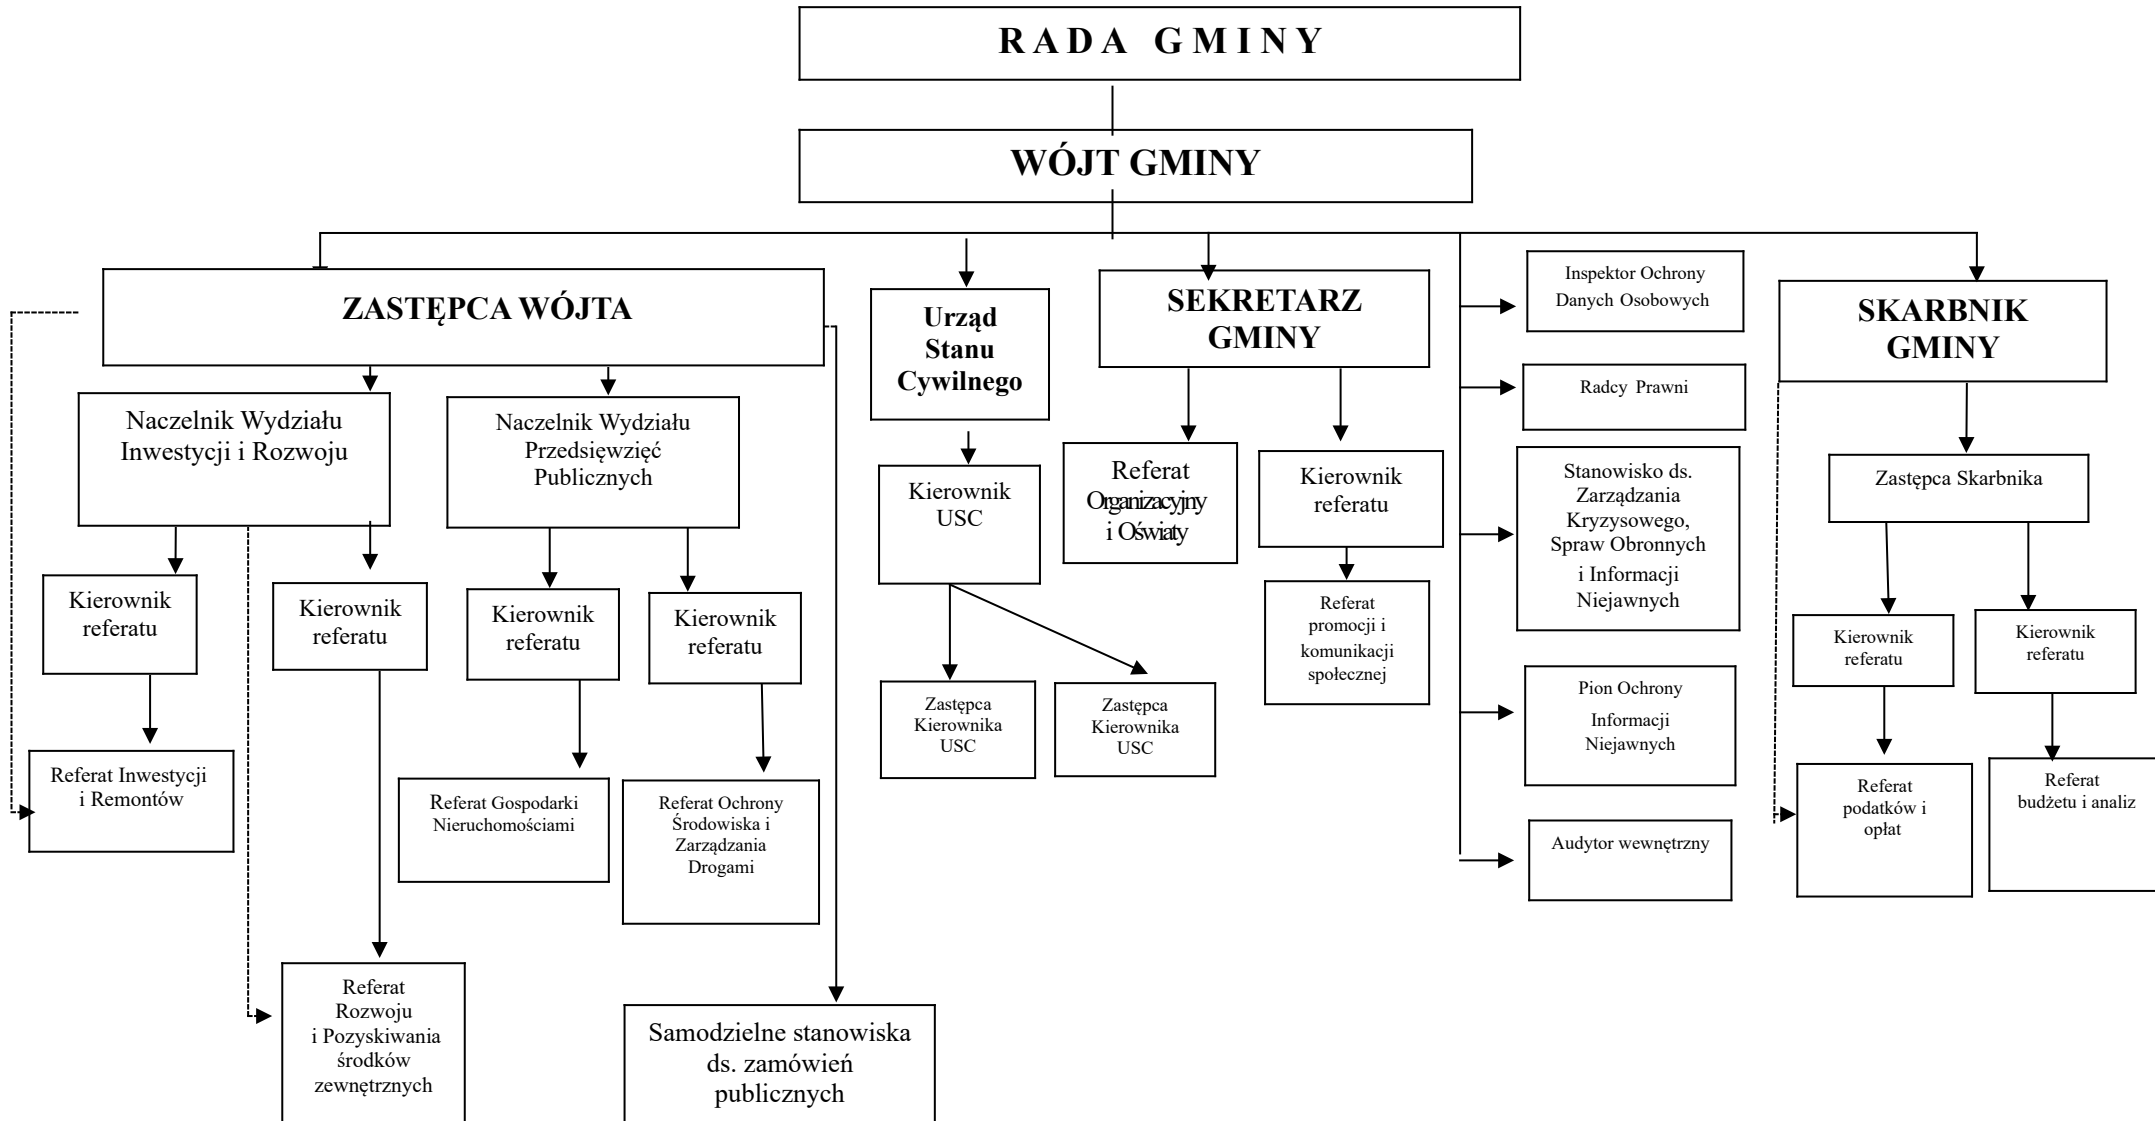 RADA GMINY
WÓJT GMINY
ZASTĘPCA WÓJTA
Urząd
Stanu
Cywilnego
SEKRETARZ
GMINY
Inspektor Ochrony
Danych Osobowych
SKARBNIK
GMINY
Radcy Prawni
Naczelnik Wydziału
Inwestycji i Rozwoju
Naczelnik Wydziału
Przedsięwzięć
Publicznych
Kierownik
USC
Referat
Organizacyjny
i Oświaty
Kierownik
referatu
Stanowisko ds.
Zarządzania
Kryzysowego,
Spraw Obronnych
i Informacji
Niejawnych
Zastępca Skarbnika
Kierownik
referatu
Kierownik
referatu
Kierownik
referatu
Kierownik
referatu
Referat
promocji i
komunikacji
społecznej
Kierownik
referatu
Kierownik
referatu
Zastępca
Kierownika
USC
Zastępca
Kierownika
USC
Pion Ochrony
Informacji
Niejawnych
Referat Inwestycji
i Remontów
Referat Gospodarki
Nieruchomościami
Referat Ochrony
Środowiska i
Zarządzania
Drogami
Audytor wewnętrzny
Referat
podatków i
opłat
Referat
budżetu i analiz
Referat
Rozwoju
i Pozyskiwania
środków
zewnętrznych
Samodzielne stanowiska
ds. zamówień
publicznych